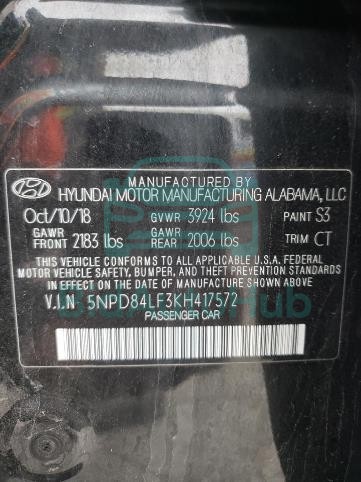 MANUFACTURED BY
HYUNDAI MOTOR MANUFACTURING ALABAMA, LLC
Oct/10/18 GVWR 3924 lbs PAINT S3
GAWR FRONT 2183 lbs GAWR REAR 2006 lbs TRIM CT
THIS VEHICLE CONFORMS TO ALL APPLICABLE U.S. FEDERAL
MOTOR VEHICLE SAFETY, BUMPER, AND THEFT PREVENTION STANDARDS
IN EFFECT ON THE DATE OF MANUFACTURE SHOWN ABOVE.
V.I.N 5NPD84LF3KH417572
PASSENGER CAR